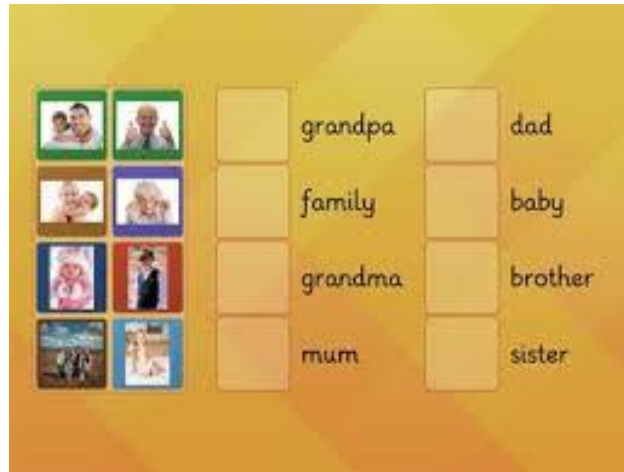 grandpa
dad
family
baby
grandma
brother
mum
sister